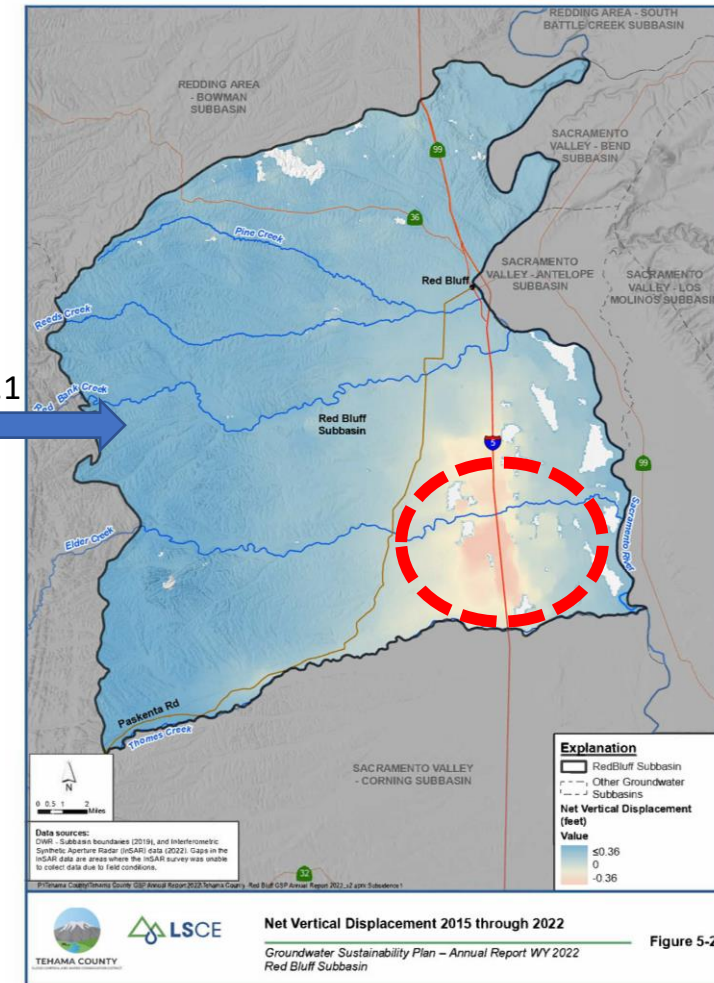 REDDING AREA - SOUTH
BATTLE CREEK SUBBASIN
REDDING AREA
- BOWMAN
SUBBASIN
99
SACRAMENTO
VALLEY - BEND
SUBBASIN
36
Pine Creek
SACRAMENTO
VALLEY - ANTELOPE
SUBBASIN
SACRAMENTO
VALLEY - LOS
MOLINOS SUBBASIN
Red Bluff
Reeds Creek
1
Red Bank Creek
Red Bluff
Subbasin
5
99
Sacramento River
Elder Creek
Paskenta Rd
Thomes Creek
SACRAMENTO VALLEY
- CORNING SUBBASIN
N
0 0.5 1 2
Miles
Data sources:
DWR - Subbasin boundaries (2019), and Interferometric
Synthetic Aperture Radar (InSAR) data (2022). Gaps in the
InSAR data are areas where the InSAR survey was unable
to collect data due to field conditions.
32
Explanation
RedBluff Subbasin
Other Groundwater
Subbasins
Net Vertical Displacement
(feet)
Value
≤0.36
0
-0.36
TEHAMA COUNTY
LSCE
Net Vertical Displacement 2015 through 2022
Groundwater Sustainability Plan – Annual Report WY 2022
Red Bluff Subbasin
Figure 5-2